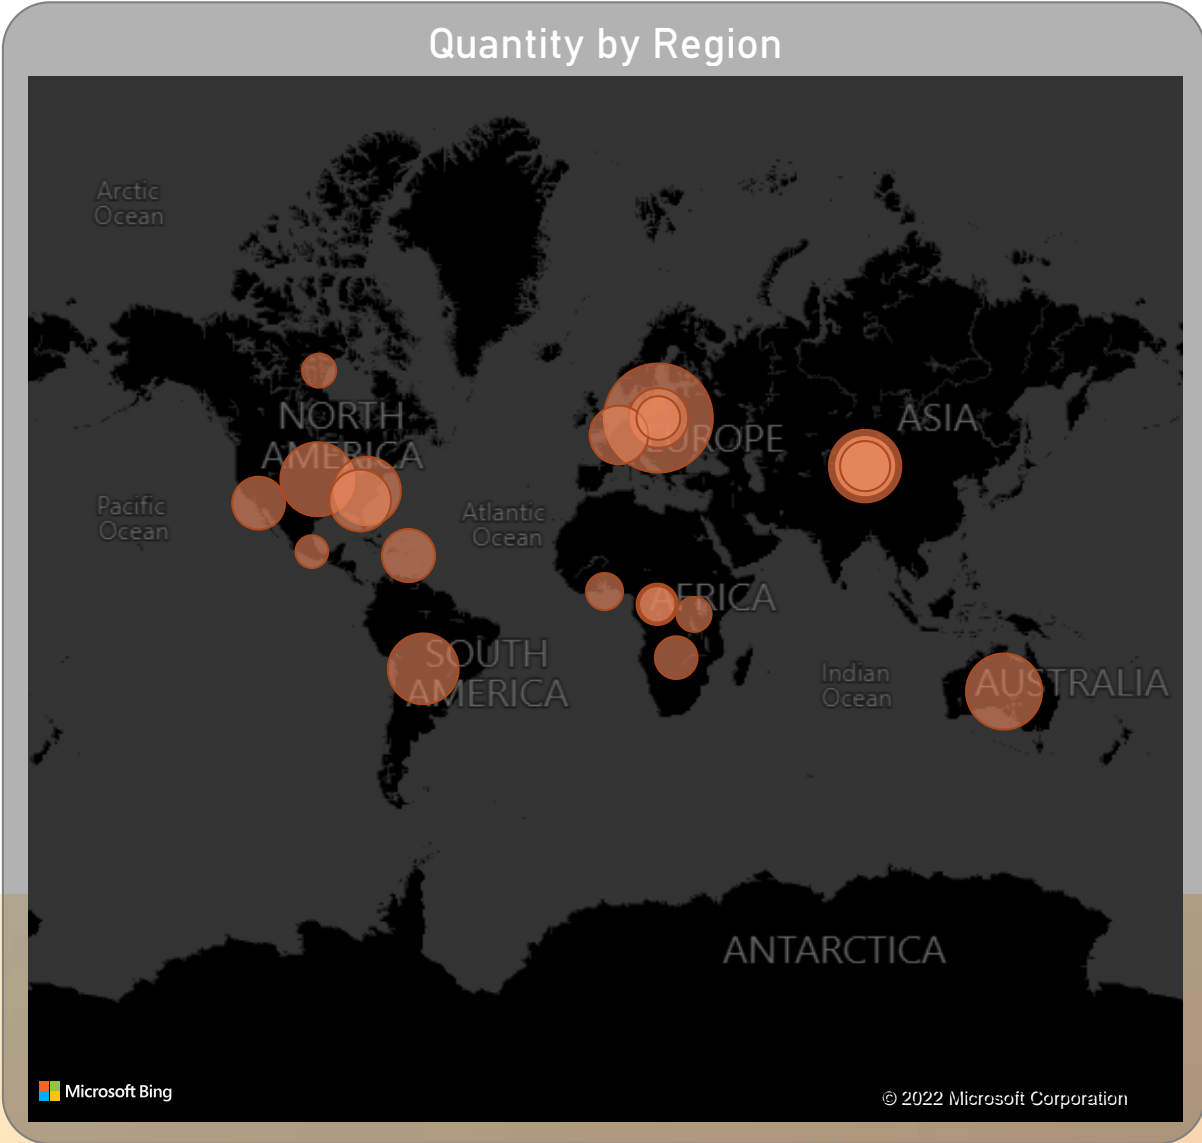 Quantity by Region
Arctic
Ocean
NORTH
AMERICA
EUROPE
ASIA
Pacific
Ocean
Atlantic
Ocean
AFRICA
SOUTH
AMERICA
Indian
Ocean
AUSTRALIA
ANTARCTICA
Microsoft Bing
© 2022 Microsoft Corporation